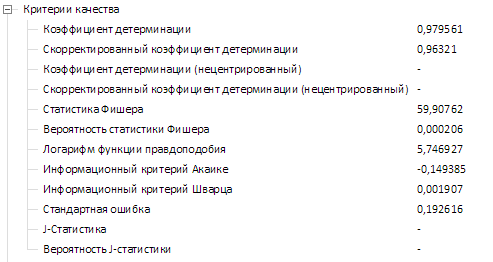 Критерии качества
Коэффициент детерминации 0,979561
Скорректированный коэффициент детерминации 0,96321
Коэффициент детерминации (нецентрированный) -
Скорректированный коэффициент детерминации (нецентрированный) -
Статистика Фишера 59,90762
Вероятность статистики Фишера 0,000206
Логарифм функции правдоподобия 5,746927
Информационный критерий Акаике -0,149385
Информационный критерий Шварца 0,001907
Стандартная ошибка 0,192616
J-Статистика -
Вероятность J-статистики -